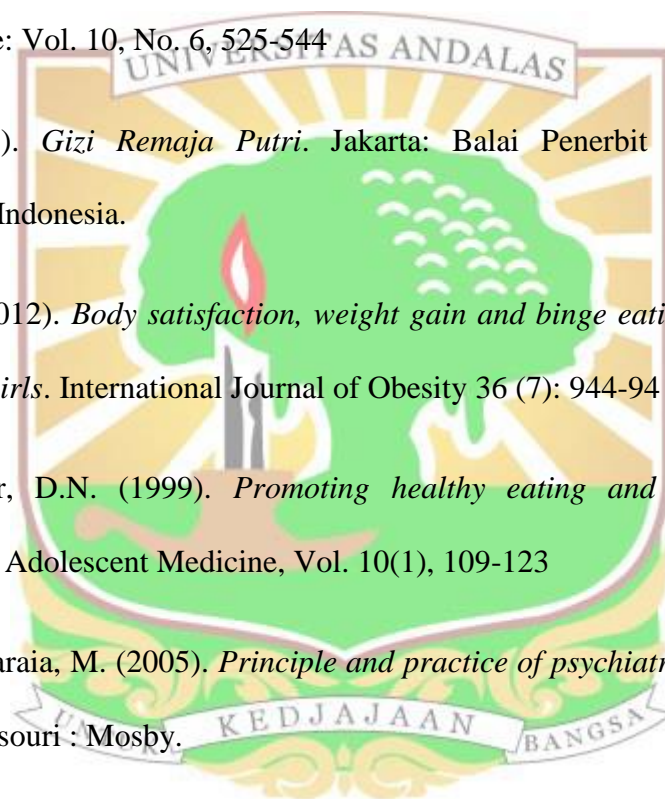 e: Vol. 10, No. 6, 525-544
UNIVERSITAS ANDALAS
). Gizi Remaja Putri. Jakarta: Balai Penerbit
Indonesia.
012). Body satisfaction, weight gain and binge eati
irls. International Journal of Obesity 36 (7): 944-94
r, D.N. (1999). Promoting healthy eating and
Adolescent Medicine, Vol. 10(1), 109-123
araia, M. (2005). Principle and practice of psychiatr
souri : Mosby.
UNTUK KEDJAJAAN BANGSA